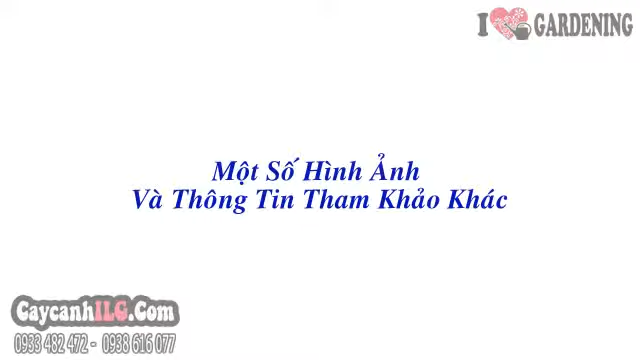 I GARDENING
Một Số Hình Ảnh
Và Thông Tin Tham Khảo Khác
CaycanhILG.Com
0933 482 472 - 0938 616 077